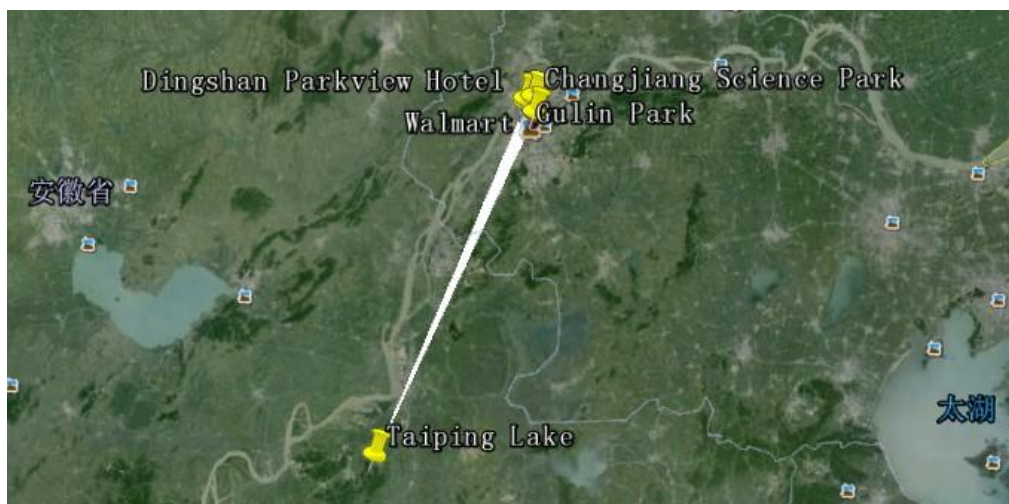 Dingshan Parkview Hotel
Changjiang Science Park
Walmart
Gulin Park
安徽省
太湖
Taiping Lake